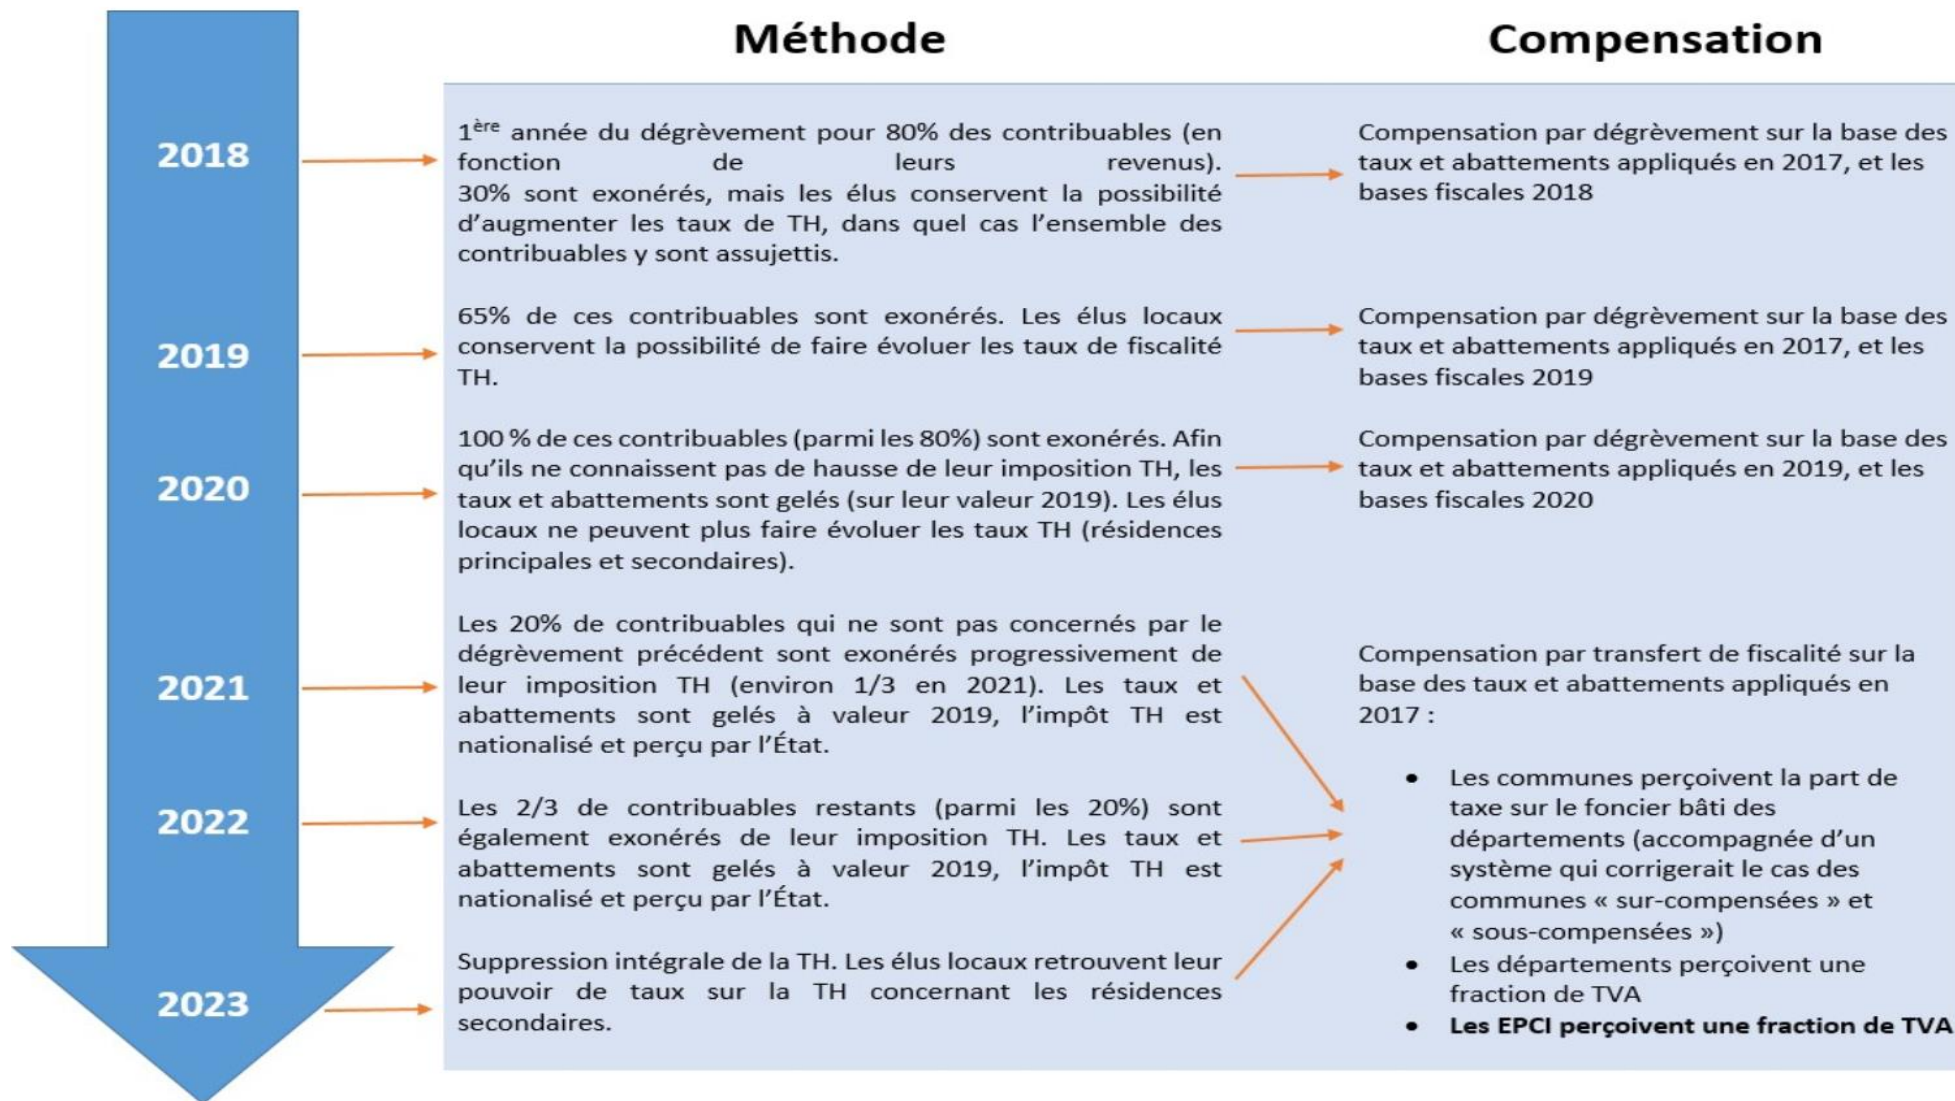 Méthode
Compensation
2018
1ère année du dégrèvement pour 80% des contribuables (en
fonction de leurs revenus).
30% sont exonérés, mais les élus conservent la possibilité
d'augmenter les taux de TH, dans quel cas l'ensemble des
contribuables y sont assujettis.
Compensation par dégrèvement sur la base des
taux et abattements appliqués en 2017, et les
bases fiscales 2018
2019
65% de ces contribuables sont exonérés. Les élus locaux
conservent la possibilité de faire évoluer les taux de fiscalité
TH.
Compensation par dégrèvement sur la base des
taux et abattements appliqués en 2017, et les
bases fiscales 2019
2020
100 % de ces contribuables (parmi les 80%) sont exonérés. Afin
qu'ils ne connaissent pas de hausse de leur imposition TH, les
taux et abattements sont gelés (sur leur valeur 2019). Les élus
locaux ne peuvent plus faire évoluer les taux TH (résidences
principales et secondaires).
Compensation par dégrèvement sur la base des
taux et abattements appliqués en 2019, et les
bases fiscales 2020
2021
Les 20% de contribuables qui ne sont pas concernés par le
dégrèvement précédent sont exonérés progressivement de
leur imposition TH (environ 1/3 en 2021). Les taux et
abattements sont gelés à valeur 2019, l'impôt TH est
nationalisé et perçu par l'État.
2022
Les 2/3 de contribuables restants (parmi les 20%) sont
également exonérés de leur imposition TH. Les taux et
abattements sont gelés à valeur 2019, l'impôt TH est
nationalisé et perçu par l'État.
2023
Suppression intégrale de la TH. Les élus locaux retrouvent leur
pouvoir de taux sur la TH concernant les résidences
secondaires.
Compensation par transfert de fiscalité sur la
base des taux et abattements appliqués en
2017 :
• Les communes perçoivent la part de
taxe sur le foncier bâti des
départements (accompagnée d'un
système qui corrigerait le cas des
communes « sur-compensées » et
« sous-compensées »)
• Les départements perçoivent une
fraction de TVA
• Les EPCI perçoivent une fraction de TVA